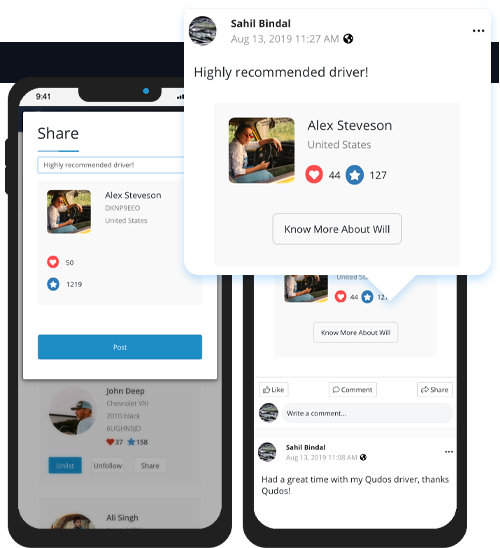 Sahil Bindal
Aug 13, 2019 11:27 AM
Highly recommended driver!
Alex Steveson
United States
44 127
Know More About Will
9:41
Share
Highly recommended driver!
Alex Steveson
DKNP9EEO
United States
50
1219
Post
John Deep
Chevrolet VXI
2010 black
6UGHN5JO
37 158
Unlist Unfollow Share
Ali Singh
United States
44 127
Know More About Will
Like Comment Share
Write a comment...
Sahil Bindal
Aug 13, 2019 11:08 AM
Had a great time with my Qudos driver, thanks
Qudos!